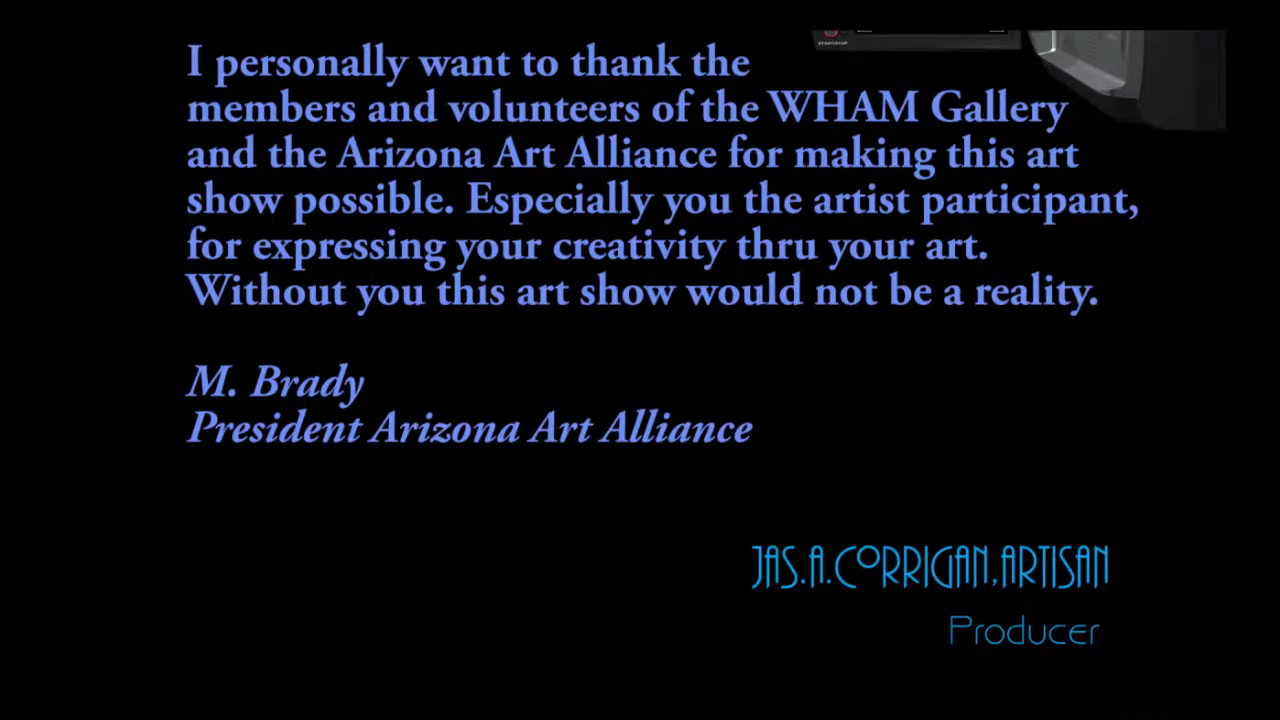 START/STOP
I personally want to thank the
members and volunteers of the WHAM Gallery
and the Arizona Art Alliance for making this art
show possible. Especially you the artist participant,
for expressing your creativity thru your art.
Without you this art show would not be a reality.
M. Brady
President Arizona Art Alliance
JAS.A.CORRIGAN,ARTISAN
Producer